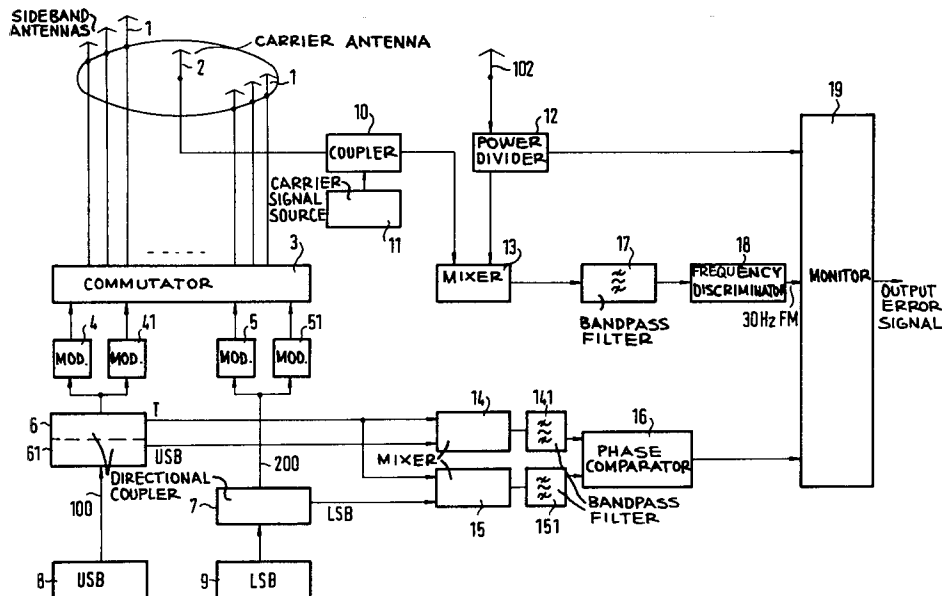 SIDEBAND
ANTENNAS
1
CARRIER ANTENNA
2
1
102
10
12
19
COUPLER
POWER
DIVIDER
CARRIER
SIGNAL
SOURCE
11
3
COMMUTATOR
13
MIXER
17
BANDPASS
FILTER
18
FREQUENCY
DISCRIMINATOR
30Hz FM
MONITOR
OUTPUT
ERROR
SIGNAL
4
41
5
51
MOD.
MOD.
MOD.
MOD.
6
61
T
USB
14
141
16
MIXER
PHASE
COMPARATOR
DIRECTIONAL
COUPLER
100
200
7
LSB
15
151
BANDPASS
FILTER
8
USB
9
LSB